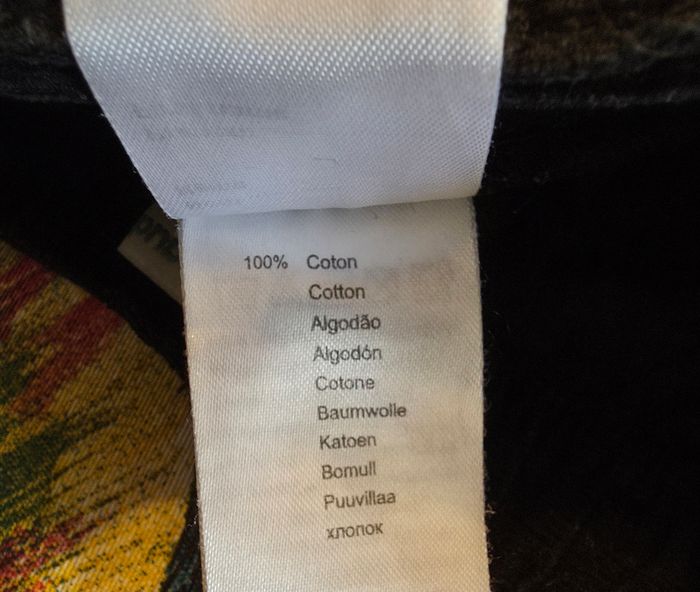 100% Coton
Cotton
Algodão
Algodón
Cotone
Baumwolle
Katoen
Bomull
Puuvillaa
хлопок